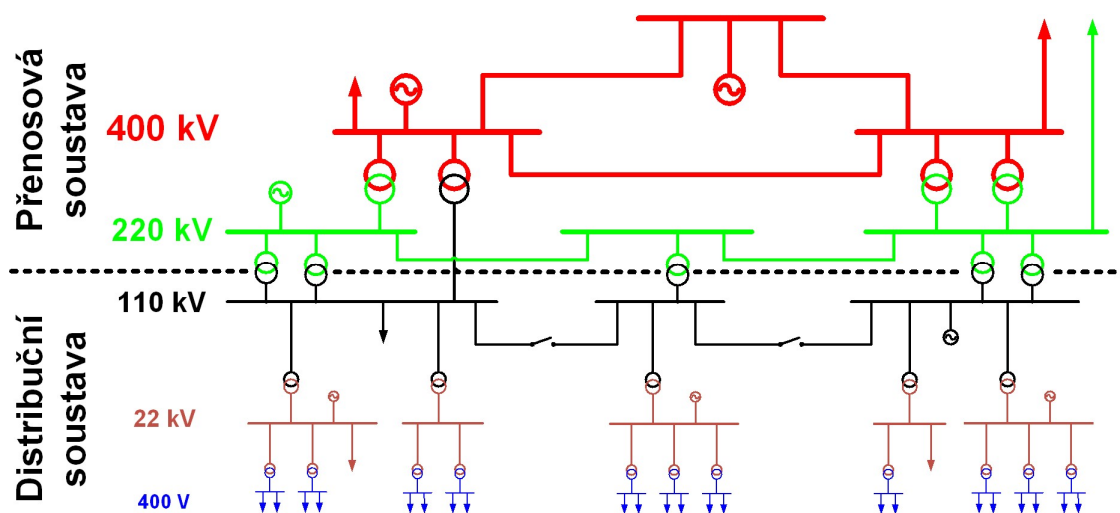 Přenosová
soustava
400 kV
220 kV
110 kV
Distribuční
soustava
22 kV
400 V